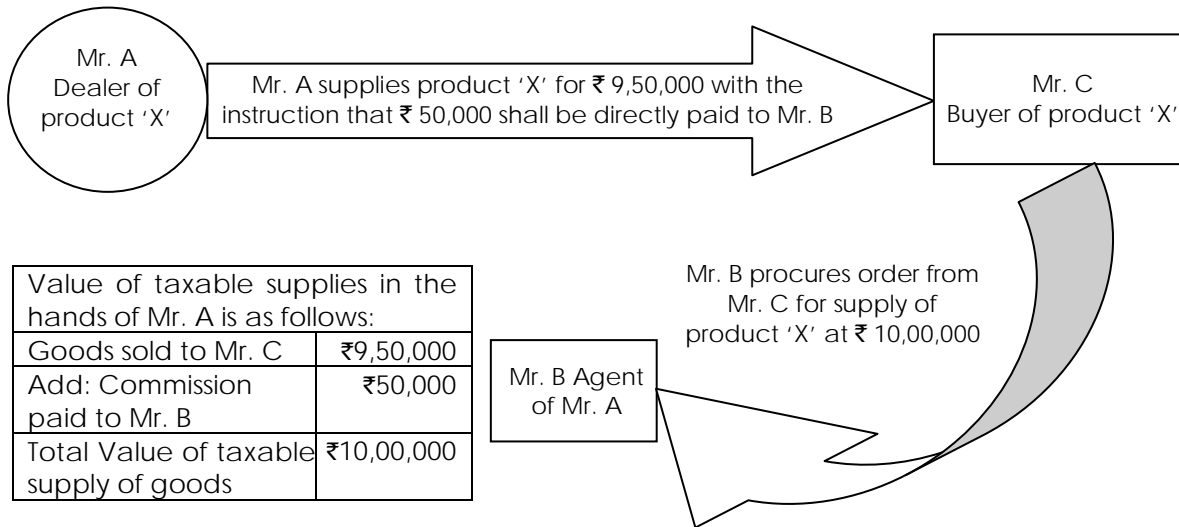 Mr. A
Dealer of
product ‘X’
Mr. A supplies product ‘X’ for ₹ 9,50,000 with the
instruction that ₹ 50,000 shall be directly paid to Mr. B
Mr. C
Buyer of product ‘X’
Mr. B procures order from
Mr. C for supply of
product ‘X’ at ₹ 10,00,000
Mr. B Agent
of Mr. A
Value of taxable supplies in the
hands of Mr. A is as follows:
Goods sold to Mr. C ₹9,50,000
Add: Commission ₹50,000
paid to Mr. B
Total Value of taxable ₹10,00,000
supply of goods